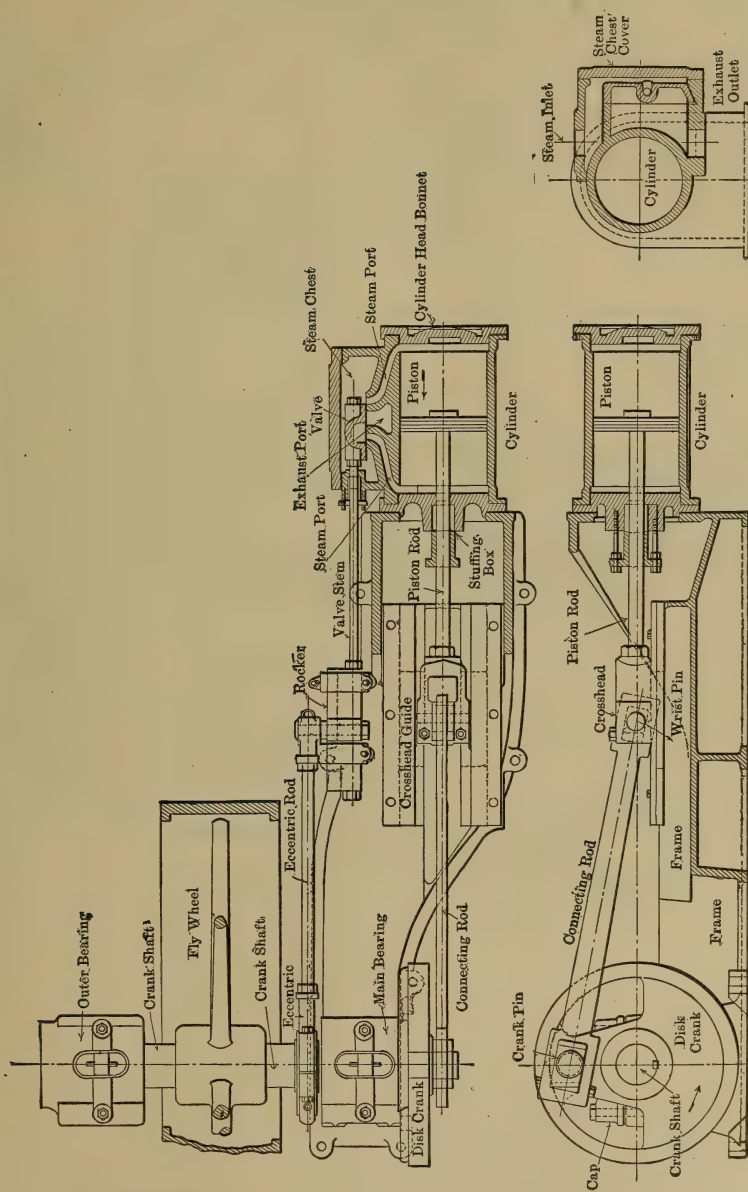 Outer Bearing
Crank Shaft
Fly Wheel
Crank Shaft
Eccentric
Eccentric Rod
Main Bearing
Disk Crank
Connecting Rod
Rocker
Crosshead Guide
Valve Stem
Steam Port
Exhaust Port
Valve
Steam Chest
Steam Port
Cylinder Head Bonnet
Piston Rod
Stuffing
Box
Piston
Cylinder
Steam Inlet
Steam
Chest
Cover
Cylinder
Exhaust
Outlet
Crank Pin
Cap
Crank Shaft
Disk
Crank
Connecting Rod
Crosshead
Wrist Pin
Piston Rod
Frame
Frame
Piston
Cylinder